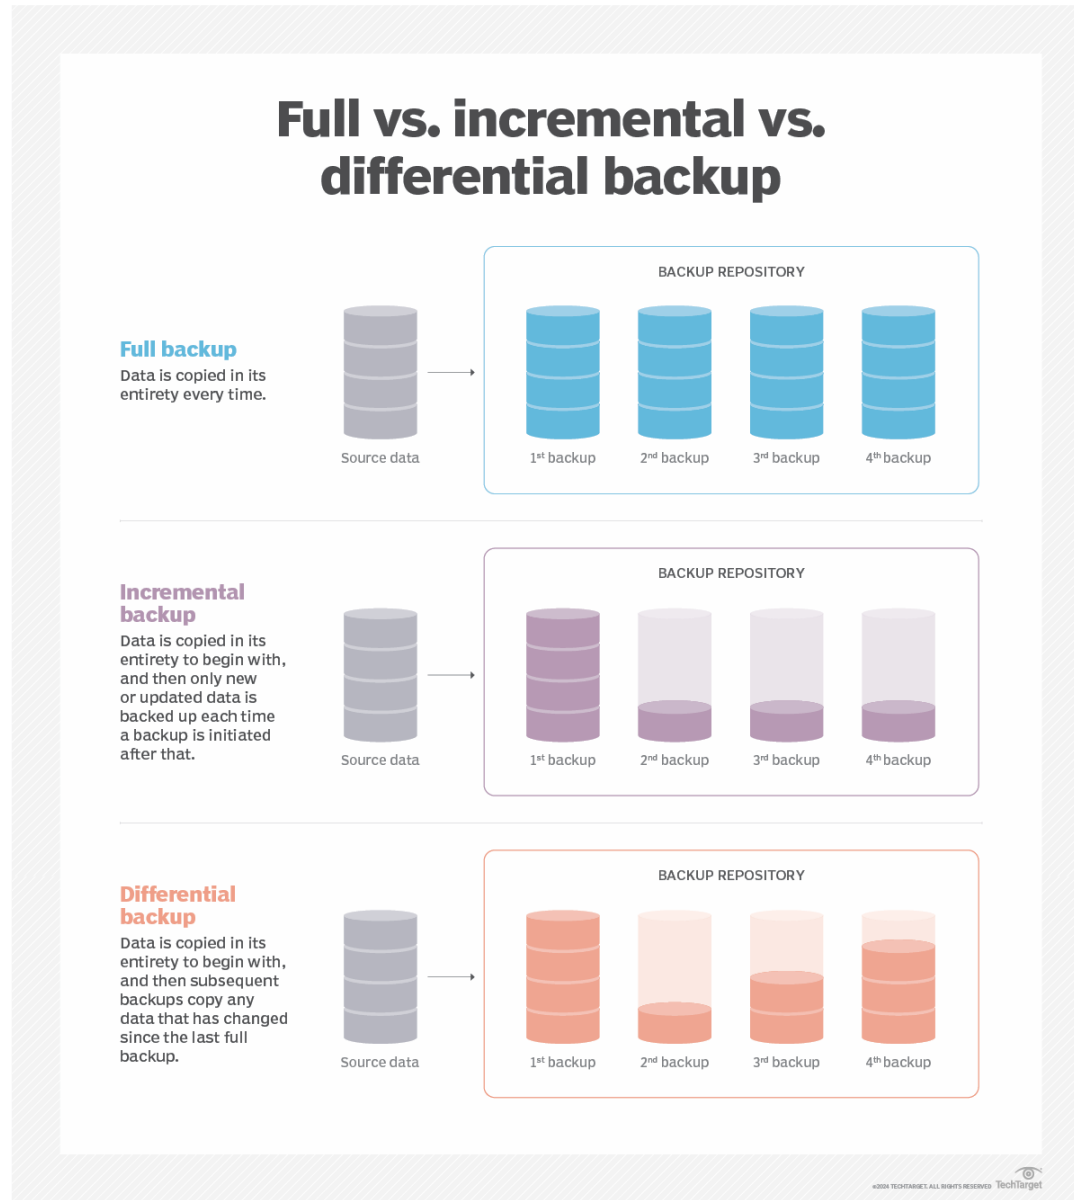 Full vs. incremental vs.
differential backup
BACKUP REPOSITORY
Full backup
Data is copied in its
entirety every time.
Source data
1st backup
2nd backup
3rd backup
4th backup
BACKUP REPOSITORY
Incremental
backup
Data is copied in its
entirety to begin with,
and then only new
or updated data is
backed up each time
a backup is initiated
after that.
Source data
1st backup
2nd backup
3rd backup
4th backup
BACKUP REPOSITORY
Differential
backup
Data is copied in its
entirety to begin with,
and then subsequent
backups copy any
data that has changed
since the last full
backup.
Source data
1st backup
2nd backup
3rd backup
4th backup
©2024 TECHTARGET. ALL RIGHTS RESERVED TechTarget